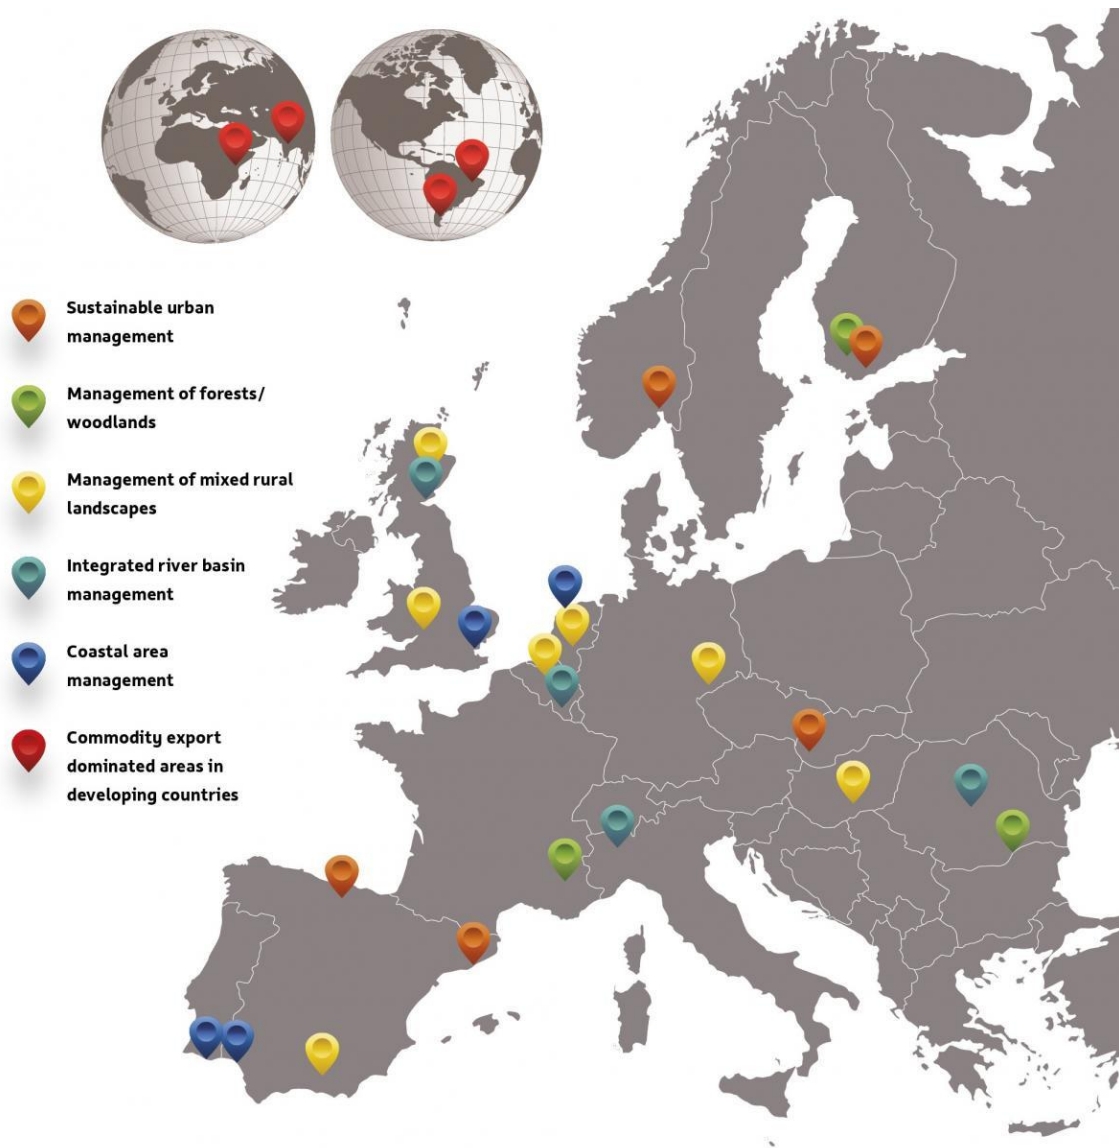 Sustainable urban
management
Management of forests/
woodlands
Management of mixed rural
landscapes
Integrated river basin
management
Coastal area
management
Commodity export
dominated areas in
developing countries